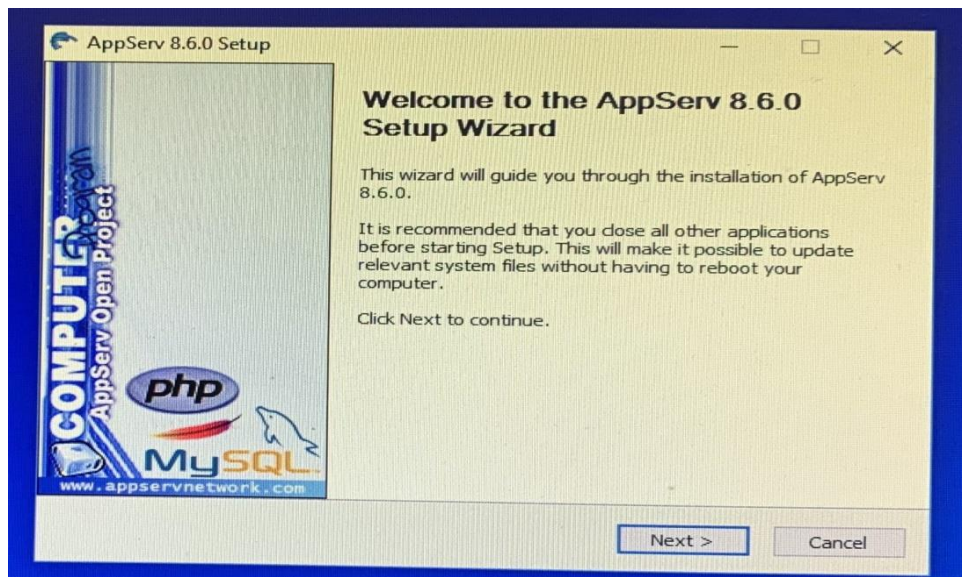 AppServ 8.6.0 Setup
Welcome to the AppServ 8.6.0
Setup Wizard
This wizard will guide you through the installation of AppServ
8.6.0.
It is recommended that you close all other applications
before starting Setup. This will make it possible to update
relevant system files without having to reboot your
computer.
Click Next to continue.
COMPUTER
Program
AppServ Open Project
php
MySQL
www.appservnetwork.com
Next >
Cancel